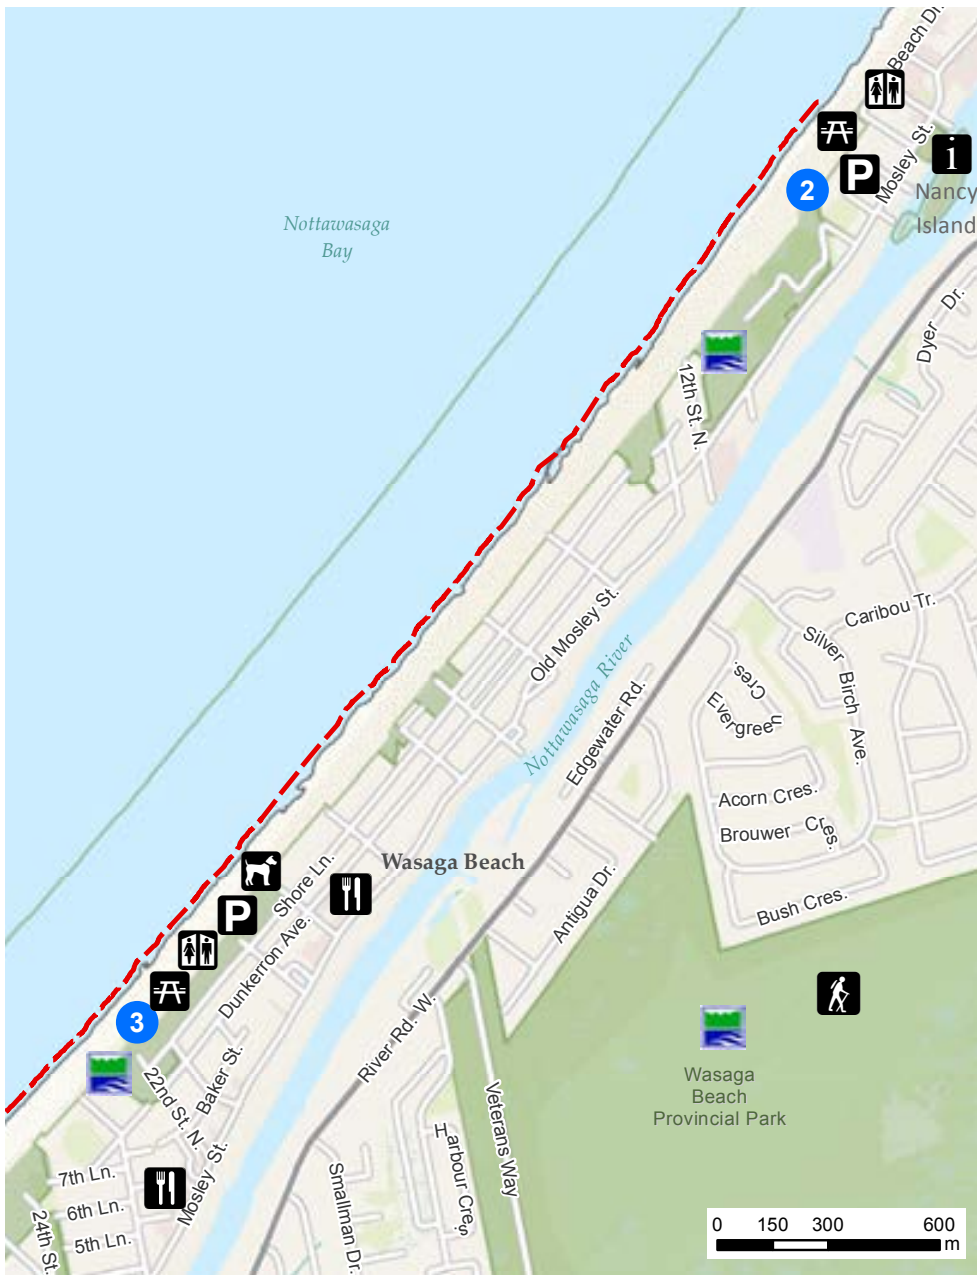 Beach Dr.
Mosley St.
i
P
2
Nancy
Island
Nottawasaga
Bay
Dyer Dr.
12th St. N.
Caribou Tr.
Old Mosley St.
Silver Birch Ave.
Nottawasaga River
Edgewater Rd.
Evergreen Cres.
Acorn Cres.
Brouwer Cres.
Wasaga Beach
Shore Ln.
Antigua Dr.
Bush Cres.
P
Dunkerron Ave.
3
River Rd. W.
Wasaga
Beach
Provincial Park
22nd St. N.
Baker St.
Veterans Way
Harbour Cres.
7th Ln.
Mosley St.
Smallman Dr.
6th Ln.
24th St.
5th Ln.
0 150 300 600
m